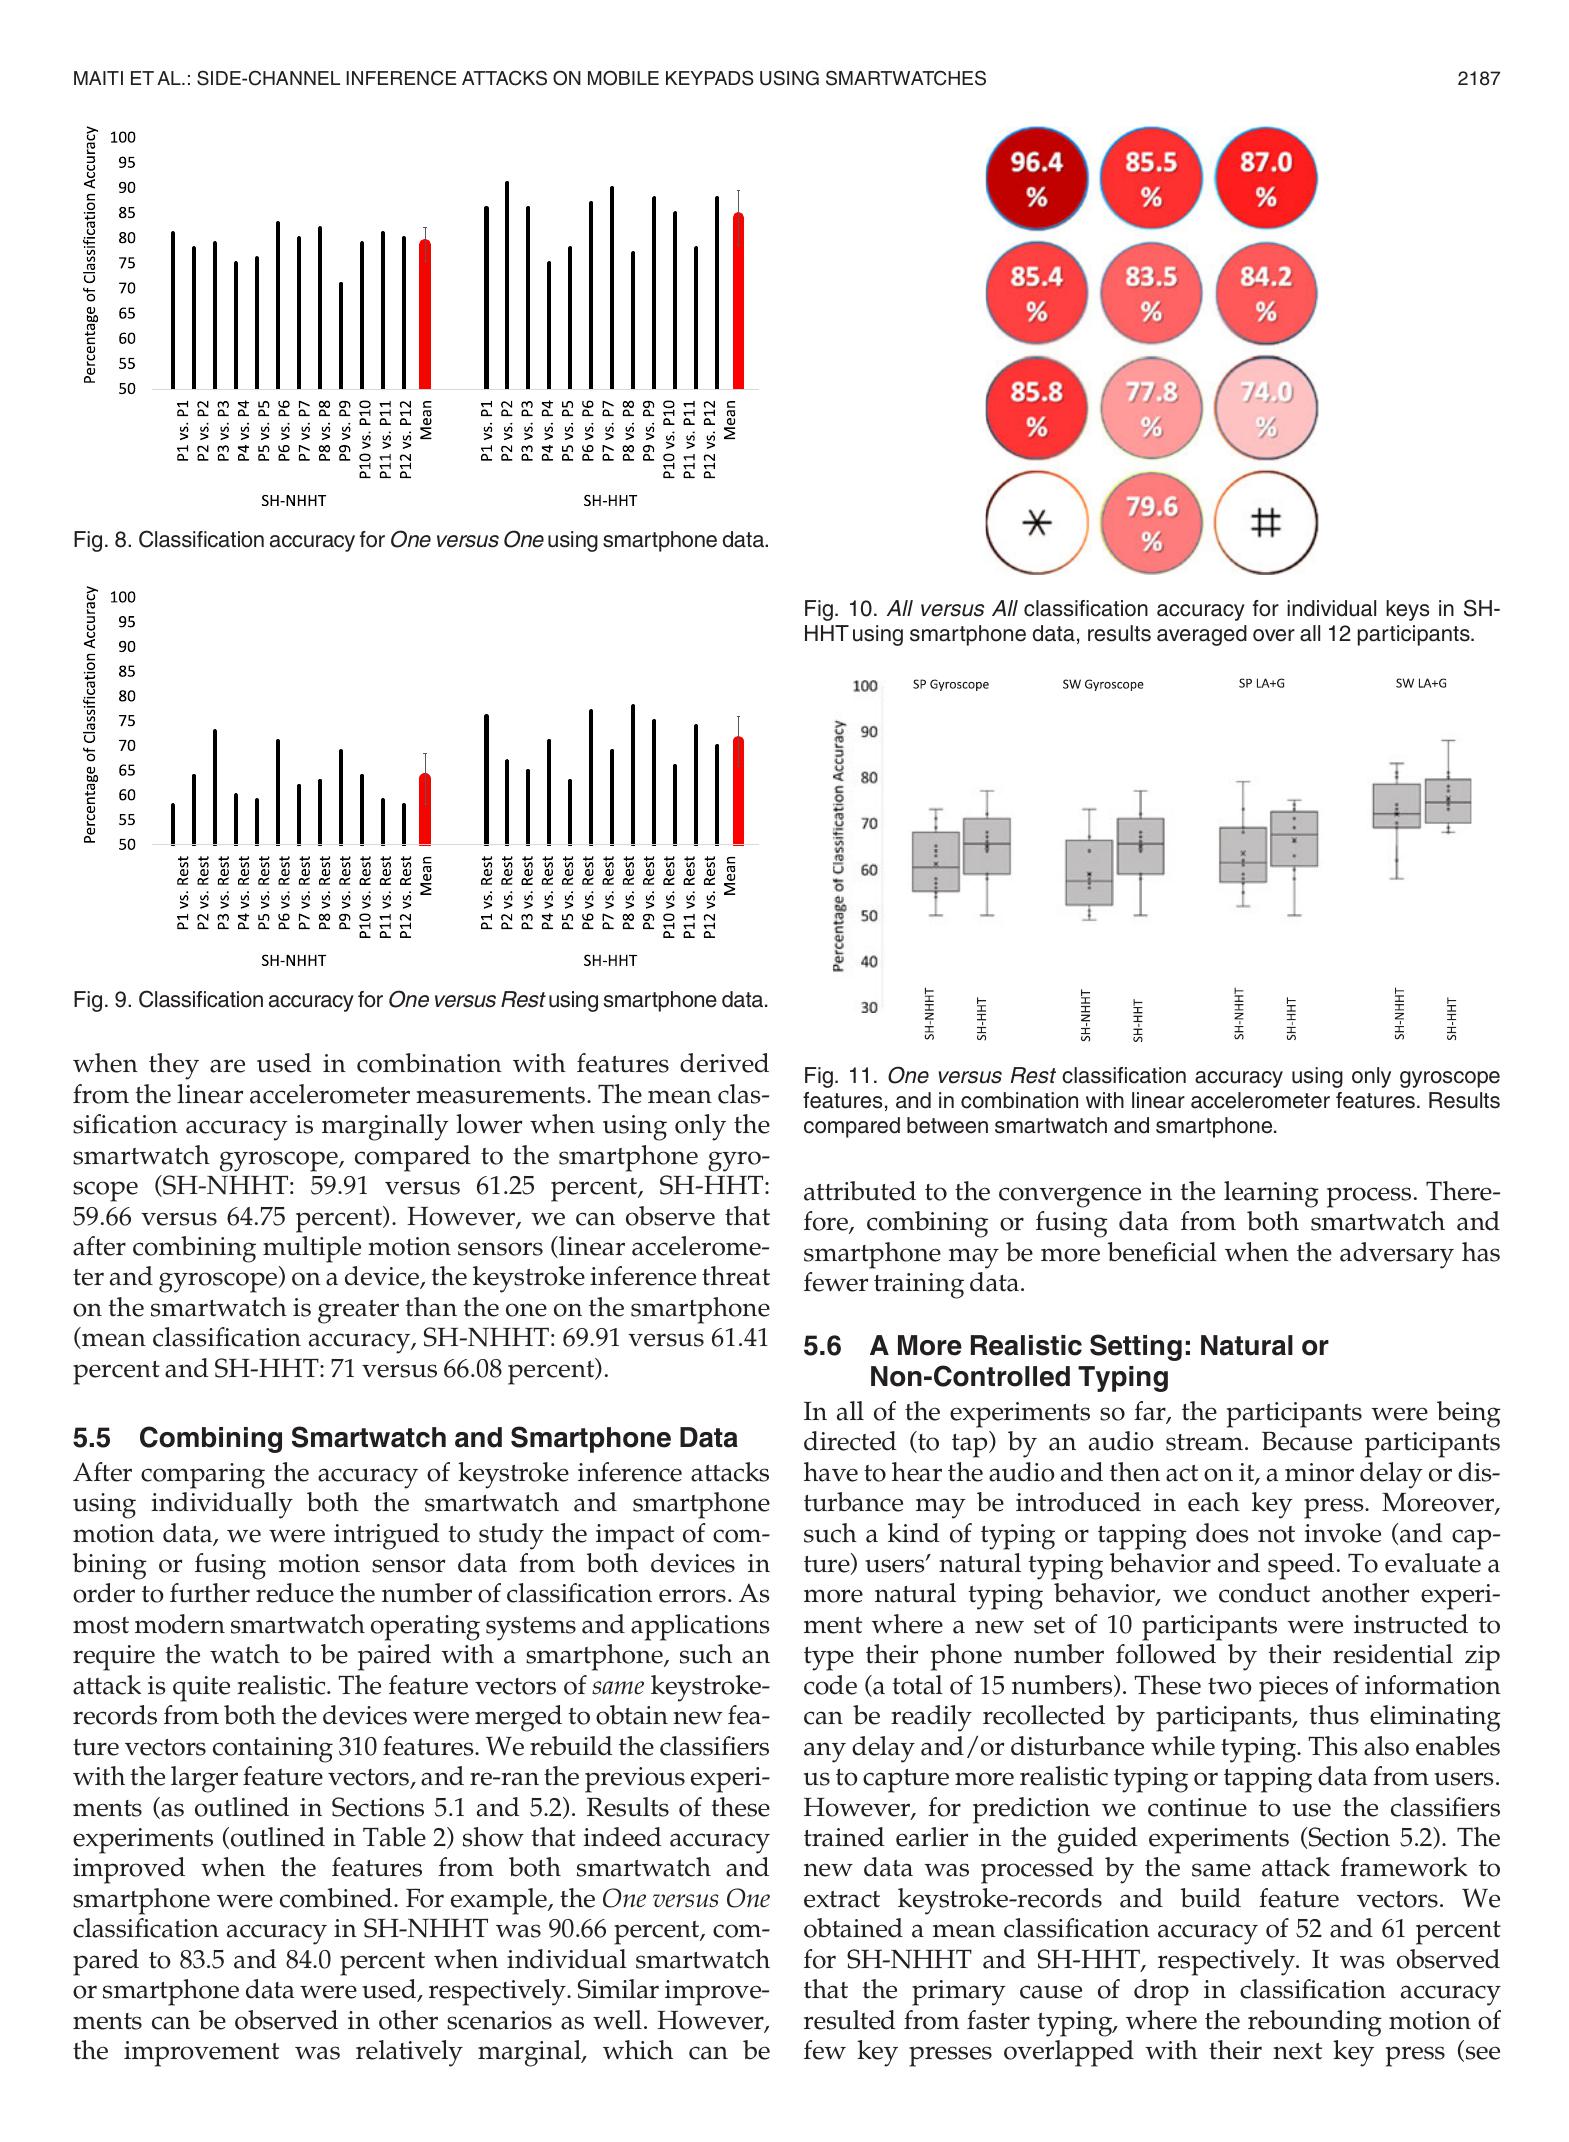 MAITI ET AL.: SIDE-CHANNEL INFERENCE ATTACKS ON MOBILE KEYPADS USING SMARTWATCHES
2187
Percentage of Classification Accuracy
100
95
90
85
80
75
70
65
60
55
50
P1 vs. P1
P2 vs. P2
P3 vs. P3
P4 vs. P4
P5 vs. P5
P6 vs. P6
P7 vs. P7
P8 vs. P8
P9 vs. P9
P10 vs. P10
P11 vs. P11
P12 vs. P12
Mean
P1 vs. P1
P2 vs. P2
P3 vs. P3
P4 vs. P4
P5 vs. P5
P6 vs. P6
P7 vs. P7
P8 vs. P8
P9 vs. P9
P10 vs. P10
P11 vs. P11
P12 vs. P12
Mean
SH-NHHT
SH-HHT
Fig. 8. Classification accuracy for One versus One using smartphone data.
Percentage of Classification Accuracy
100
95
90
85
80
75
70
65
60
55
50
P1 vs. Rest
P2 vs. Rest
P3 vs. Rest
P4 vs. Rest
P5 vs. Rest
P6 vs. Rest
P7 vs. Rest
P8 vs. Rest
P9 vs. Rest
P10 vs. Rest
P11 vs. Rest
P12 vs. Rest
Mean
P1 vs. Rest
P2 vs. Rest
P3 vs. Rest
P4 vs. Rest
P5 vs. Rest
P6 vs. Rest
P7 vs. Rest
P8 vs. Rest
P9 vs. Rest
P10 vs. Rest
P11 vs. Rest
P12 vs. Rest
Mean
SH-NHHT
SH-HHT
Fig. 9. Classification accuracy for One versus Rest using smartphone data.
when they are used in combination with features derived
from the linear accelerometer measurements. The mean clas-
sification accuracy is marginally lower when using only the
smartwatch gyroscope, compared to the smartphone gyro-
scope (SH-NHHT: 59.91 versus 61.25 percent, SH-HHT:
59.66 versus 64.75 percent). However, we can observe that
after combining multiple motion sensors (linear accelerome-
ter and gyroscope) on a device, the keystroke inference threat
on the smartwatch is greater than the one on the smartphone
(mean classification accuracy, SH-NHHT: 69.91 versus 61.41
percent and SH-HHT: 71 versus 66.08 percent).
5.5 Combining Smartwatch and Smartphone Data
After comparing the accuracy of keystroke inference attacks
using individually both the smartwatch and smartphone
motion data, we were intrigued to study the impact of com-
bining or fusing motion sensor data from both devices in
order to further reduce the number of classification errors. As
most modern smartwatch operating systems and applications
require the watch to be paired with a smartphone, such an
attack is quite realistic. The feature vectors of same keystroke-
records from both the devices were merged to obtain new fea-
ture vectors containing 310 features. We rebuild the classifiers
with the larger feature vectors, and re-ran the previous experi-
ments (as outlined in Sections 5.1 and 5.2). Results of these
experiments (outlined in Table 2) show that indeed accuracy
improved when the features from both smartwatch and
smartphone were combined. For example, the One versus One
classification accuracy in SH-NHHT was 90.66 percent, com-
pared to 83.5 and 84.0 percent when individual smartwatch
or smartphone data were used, respectively. Similar improve-
ments can be observed in other scenarios as well. However,
the improvement was relatively marginal, which can be
96.4 %
85.5 %
87.0 %
85.4 %
83.5 %
84.2 %
85.8 %
77.8 %
74.0 %
*
79.6 %
#
Fig. 10. All versus All classification accuracy for individual keys in SH-
HHT using smartphone data, results averaged over all 12 participants.
Percentage of Classification Accuracy
100
90
80
70
60
50
40
30
SP Gyroscope
SW Gyroscope
SP LA+G
SW LA+G
SH-NHHT
SH-HHT
SH-NHHT
SH-HHT
SH-NHHT
SH-HHT
SH-NHHT
SH-HHT
Fig. 11. One versus Rest classification accuracy using only gyroscope
features, and in combination with linear accelerometer features. Results
compared between smartwatch and smartphone.
attributed to the convergence in the learning process. There-
fore, combining or fusing data from both smartwatch and
smartphone may be more beneficial when the adversary has
fewer training data.
5.6 A More Realistic Setting: Natural or
Non-Controlled Typing
In all of the experiments so far, the participants were being
directed (to tap) by an audio stream. Because participants
have to hear the audio and then act on it, a minor delay or dis-
turbance may be introduced in each key press. Moreover,
such a kind of typing or tapping does not invoke (and cap-
ture) users' natural typing behavior and speed. To evaluate a
more natural typing behavior, we conduct another experi-
ment where a new set of 10 participants were instructed to
type their phone number followed by their residential zip
code (a total of 15 numbers). These two pieces of information
can be readily recollected by participants, thus eliminating
any delay and/or disturbance while typing. This also enables
us to capture more realistic typing or tapping data from users.
However, for prediction we continue to use the classifiers
trained earlier in the guided experiments (Section 5.2). The
new data was processed by the same attack framework to
extract keystroke-records and build feature vectors. We
obtained a mean classification accuracy of 52 and 61 percent
for SH-NHHT and SH-HHT, respectively. It was observed
that the primary cause of drop in classification accuracy
resulted from faster typing, where the rebounding motion of
few key presses overlapped with their next key press (see